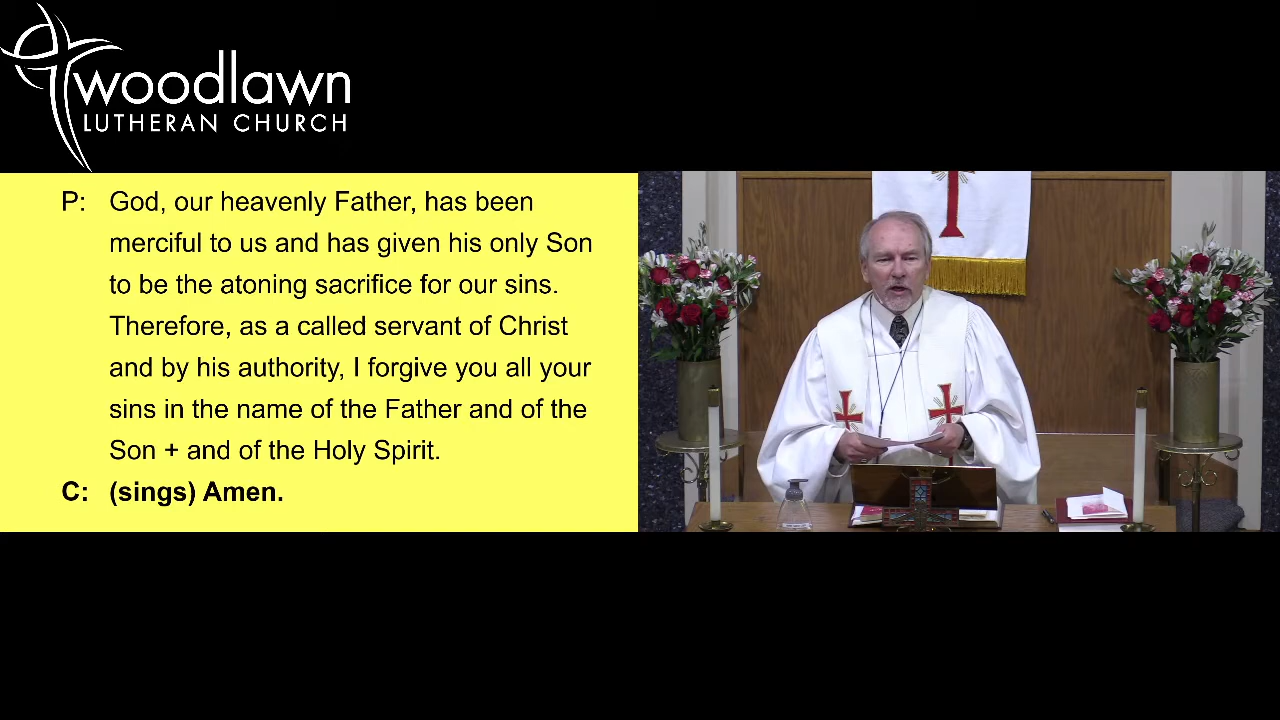 woodlawn
LUTHERAN CHURCH
P: God, our heavenly Father, has been
merciful to us and has given his only Son
to be the atoning sacrifice for our sins.
Therefore, as a called servant of Christ
and by his authority, I forgive you all your
sins in the name of the Father and of the
Son + and of the Holy Spirit.
C: (sings) Amen.